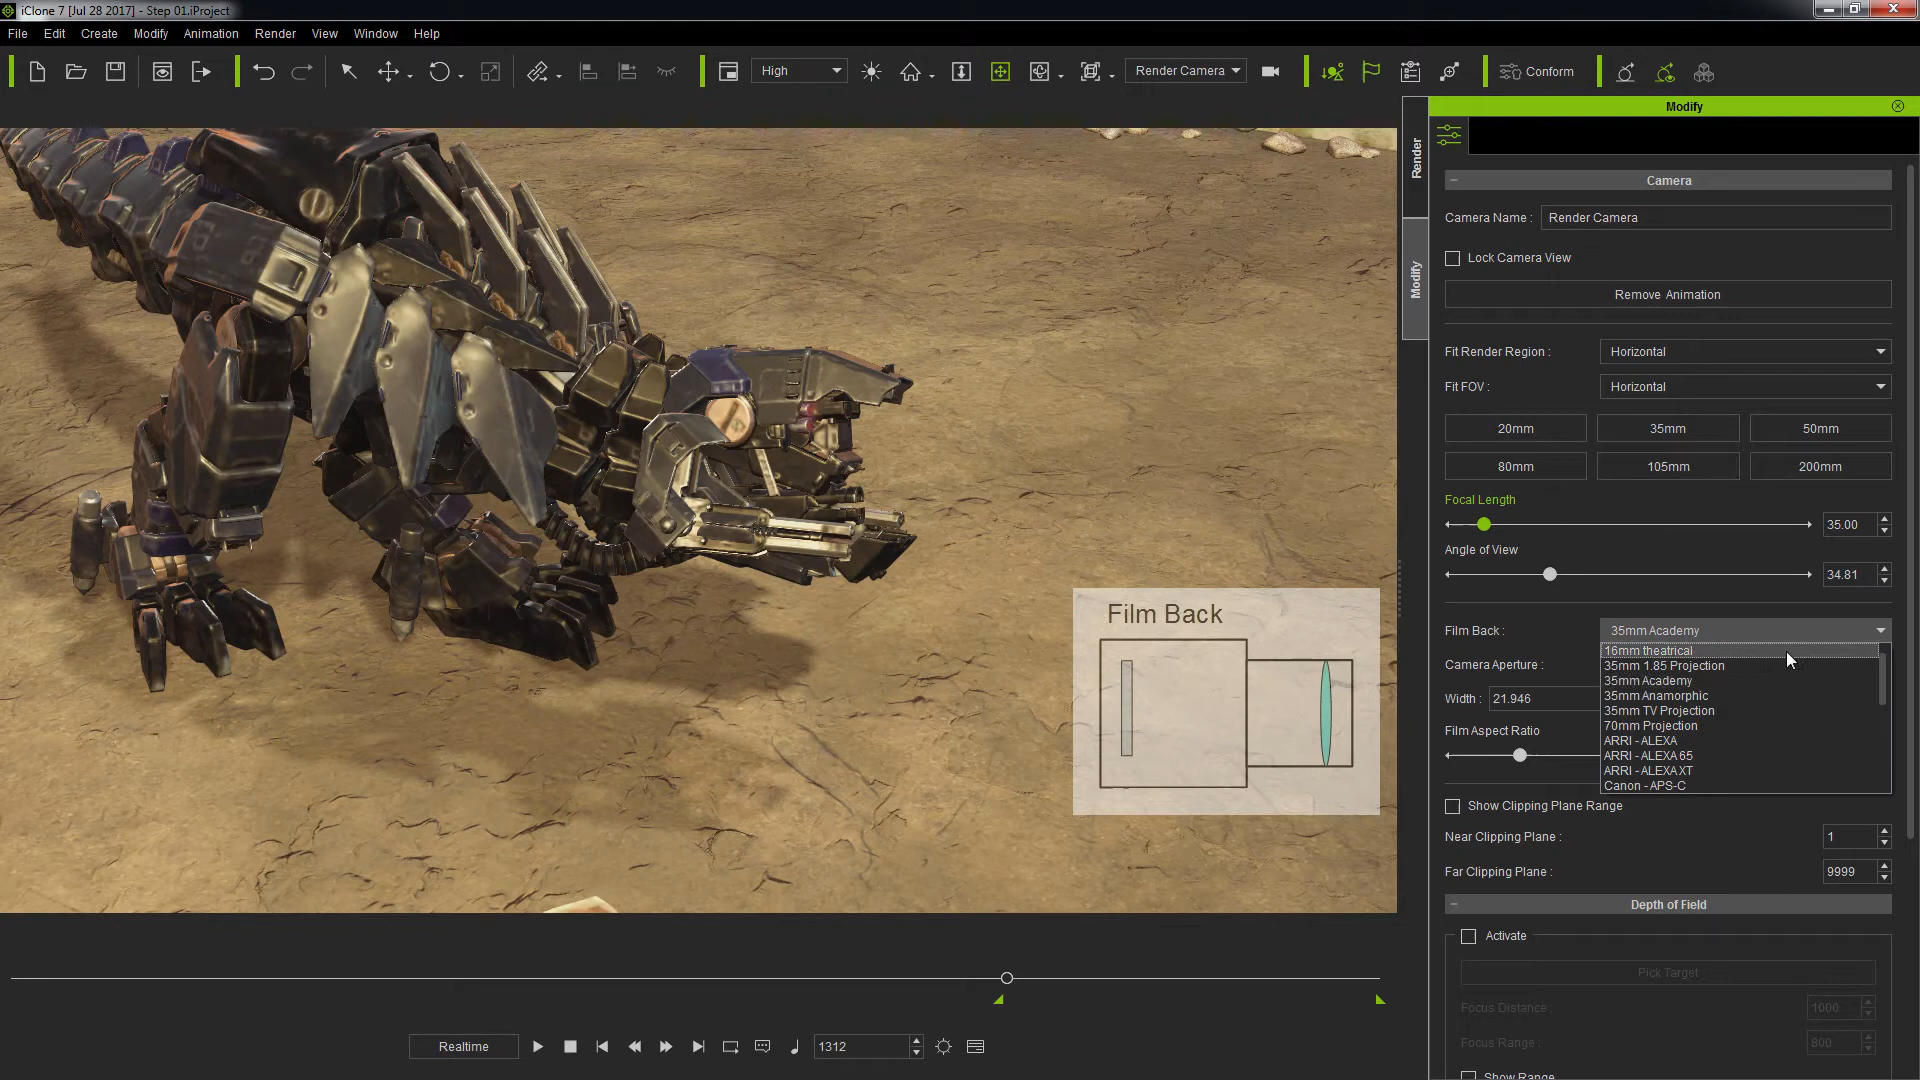 iClone 7 [Jul 28 2017] - Step 01.iProject
File Edit Create Modify Animation Render View Window Help
High
Render Camera
Conform
Modify
Render
Modify
Camera
Camera Name : Render Camera
Lock Camera View
Remove Animation
Fit Render Region : Horizontal
Fit FOV : Horizontal
20mm 35mm 50mm
80mm 105mm 200mm
Focal Length
35.00
Angle of View
34.81
Film Back : 35mm Academy
16mm theatrical
35mm 1.85 Projection
35mm Academy
35mm Anamorphic
35mm TV Projection
70mm Projection
ARRI - ALEXA
ARRI - ALEXA 65
ARRI - ALEXA XT
Canon - APS-C
Camera Aperture :
Width : 21.946
Film Aspect Ratio
Show Clipping Plane Range
Near Clipping Plane : 1
Far Clipping Plane : 9999
Depth of Field
Activate
Pick Target
Focus Distance : 1000
Focus Range : 800
Show Range
Film Back
Realtime
1312